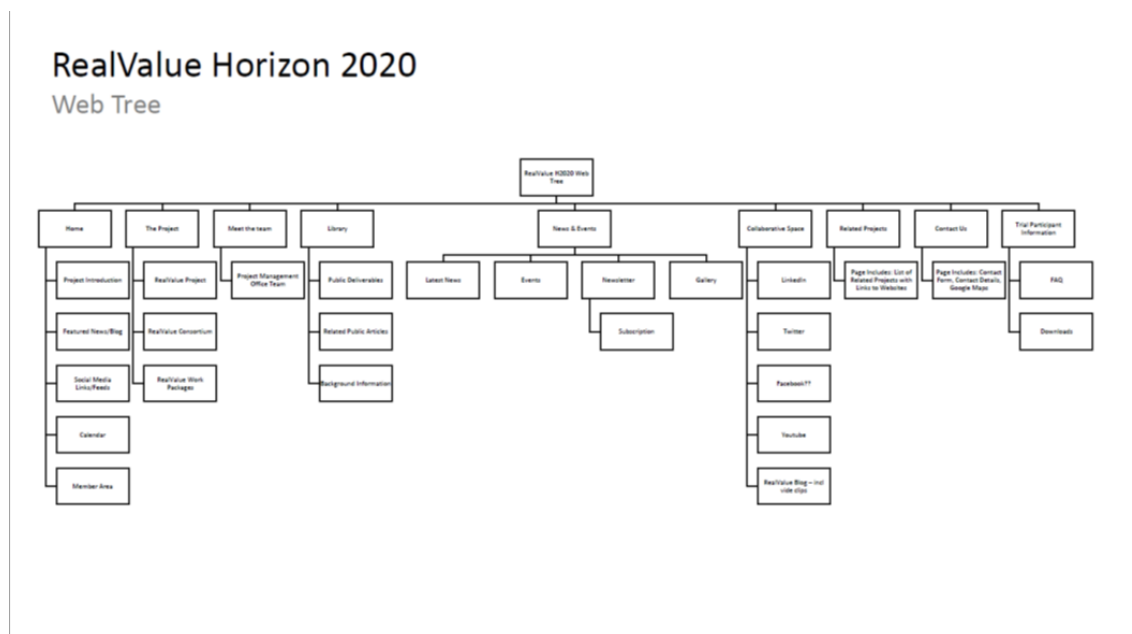 RealValue Horizon 2020
Web Tree
RealValue H2020 Web
Tree
Home
The Project
Meet the team
Library
News & Events
Collaborative Space
Related Projects
Contact Us
Trial Participant
Information
Project Introduction
RealValue Project
Project Management
Office Team
Public Deliverables
Latest News
Events
Newsletter
Gallery
LinkedIn
Page Includes: List of
Related Projects with
Links to Websites
Page Includes: Contact
Form, Contact Details,
Google Maps
FAQ
Featured News/Blog
RealValue Consortium
Related Public Articles
Subscription
Twitter
Downloads
Social Media
Links/Feeds
RealValue Work
Packages
Background Information
Facebook??
Calendar
Youtube
Member Area
RealValue Blog – incl
vide clips